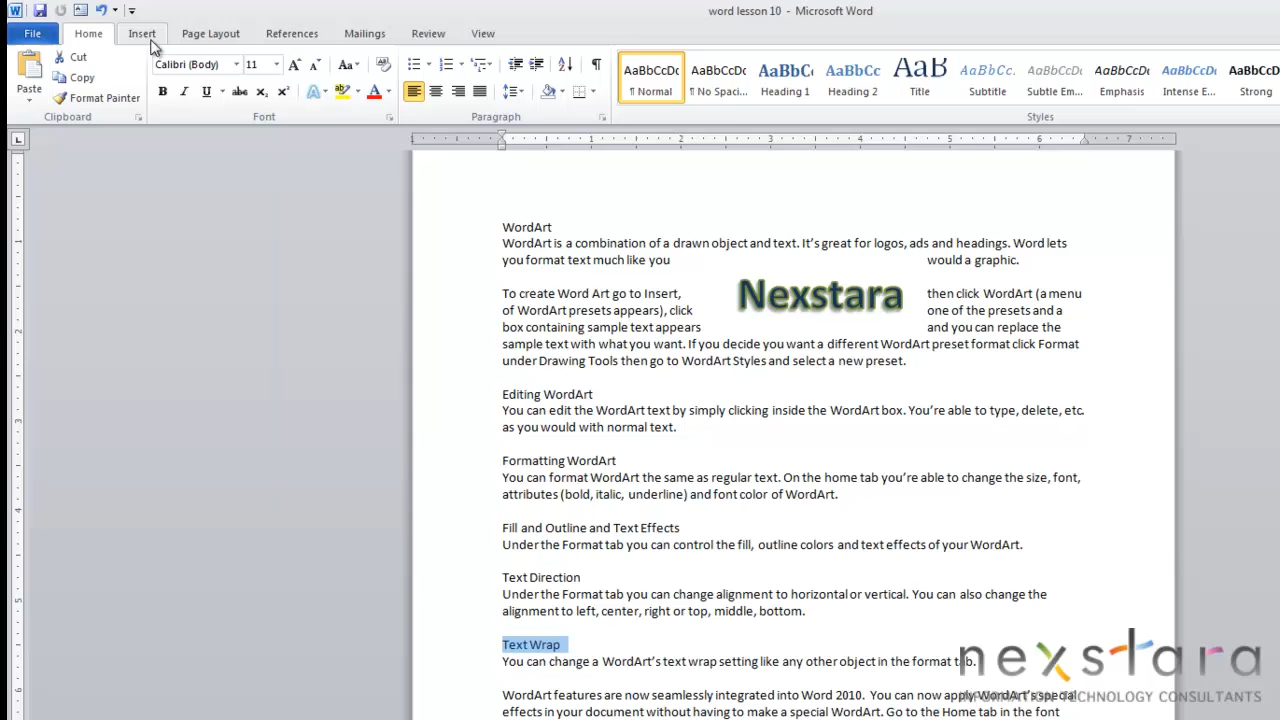 word lesson 10 - Microsoft Word
File Home Insert Page Layout References Mailings Review View
Cut
Copy
Format Painter
Paste
Clipboard
Calibri (Body) 11
Font
Paragraph
AaBbCcDc AaBbCcDc AaBbC( AaBbCc AaB AaBbCc. AaBbCcDc AaBbCcDc AaBbCcDc AaBbCcDc
¶ Normal ¶ No Spaci... Heading 1 Heading 2 Title Subtitle Subtle Em... Emphasis Intense E... Strong
Styles
1 2 3 4 5 6 7
WordArt
WordArt is a combination of a drawn object and text. It’s great for logos, ads and headings. Word lets
you format text much like you would a graphic.
Nexstara
To create Word Art go to Insert, then click WordArt (a menu
of WordArt presets appears), click one of the presets and a
box containing sample text appears and you can replace the
sample text with what you want. If you decide you want a different WordArt preset format click Format
under Drawing Tools then go to WordArt Styles and select a new preset.
Editing WordArt
You can edit the WordArt text by simply clicking inside the WordArt box. You’re able to type, delete, etc.
as you would with normal text.
Formatting WordArt
You can format WordArt the same as regular text. On the home tab you’re able to change the size, font,
attributes (bold, italic, underline) and font color of WordArt.
Fill and Outline and Text Effects
Under the Format tab you can control the fill, outline colors and text effects of your WordArt.
Text Direction
Under the Format tab you can change alignment to horizontal or vertical. You can also change the
alignment to left, center, right or top, middle, bottom.
Text Wrap
You can change a WordArt’s text wrap setting like any other object in the format tab.
WordArt features are now seamlessly integrated into Word 2010. You can now apply WordArt’s special
effects in your document without having to make a special WordArt. Go to the Home tab in the font
nexstara
INFORMATION TECHNOLOGY CONSULTANTS